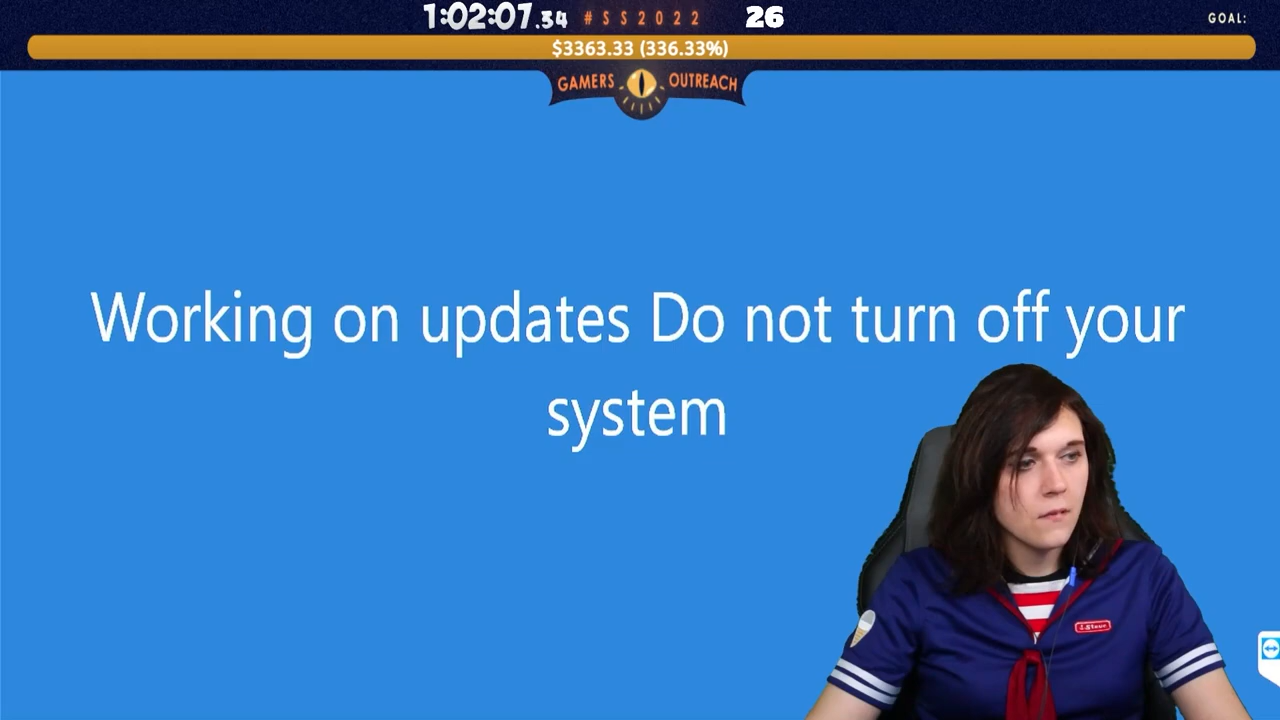 1:02:07.34 #SS2022 26 GOAL:
$3363.33 (336.33%)
GAMERS OUTREACH
Working on updates Do not turn off your
system